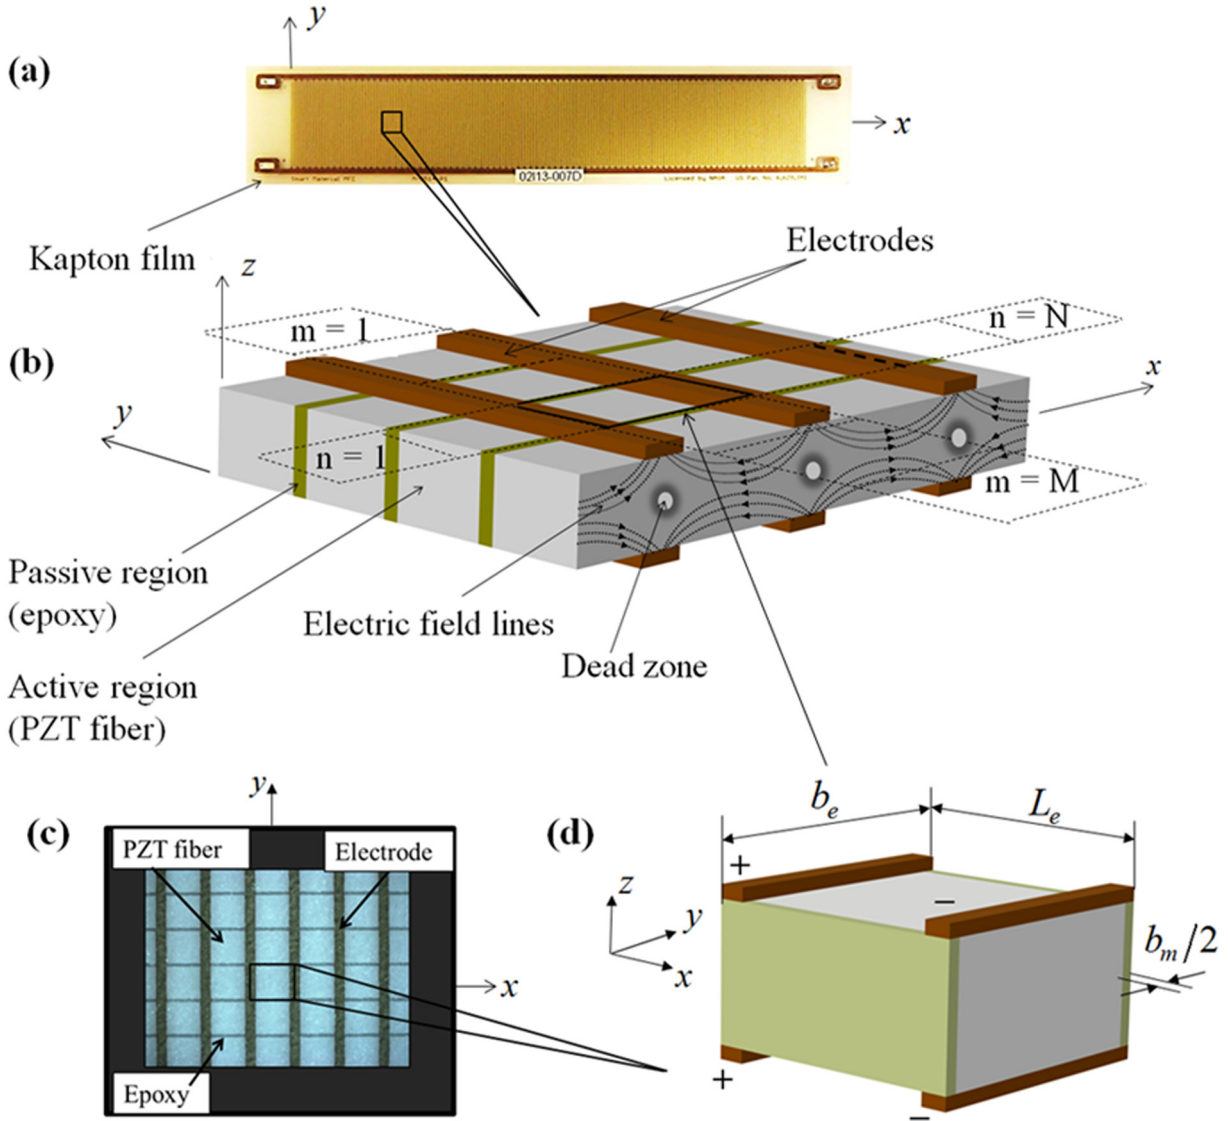 (a)
y
x
02I13-007D
Kapton film
Electrodes
(b)
z
m = 1
n = N
x
y
n = 1
m = M
Passive region
(epoxy)
Electric field lines
Dead zone
Active region
(PZT fiber)
(c)
y
PZT fiber
Electrode
x
Epoxy
(d)
b_e
L_e
+
−
z
y
x
b_m/2
+
−